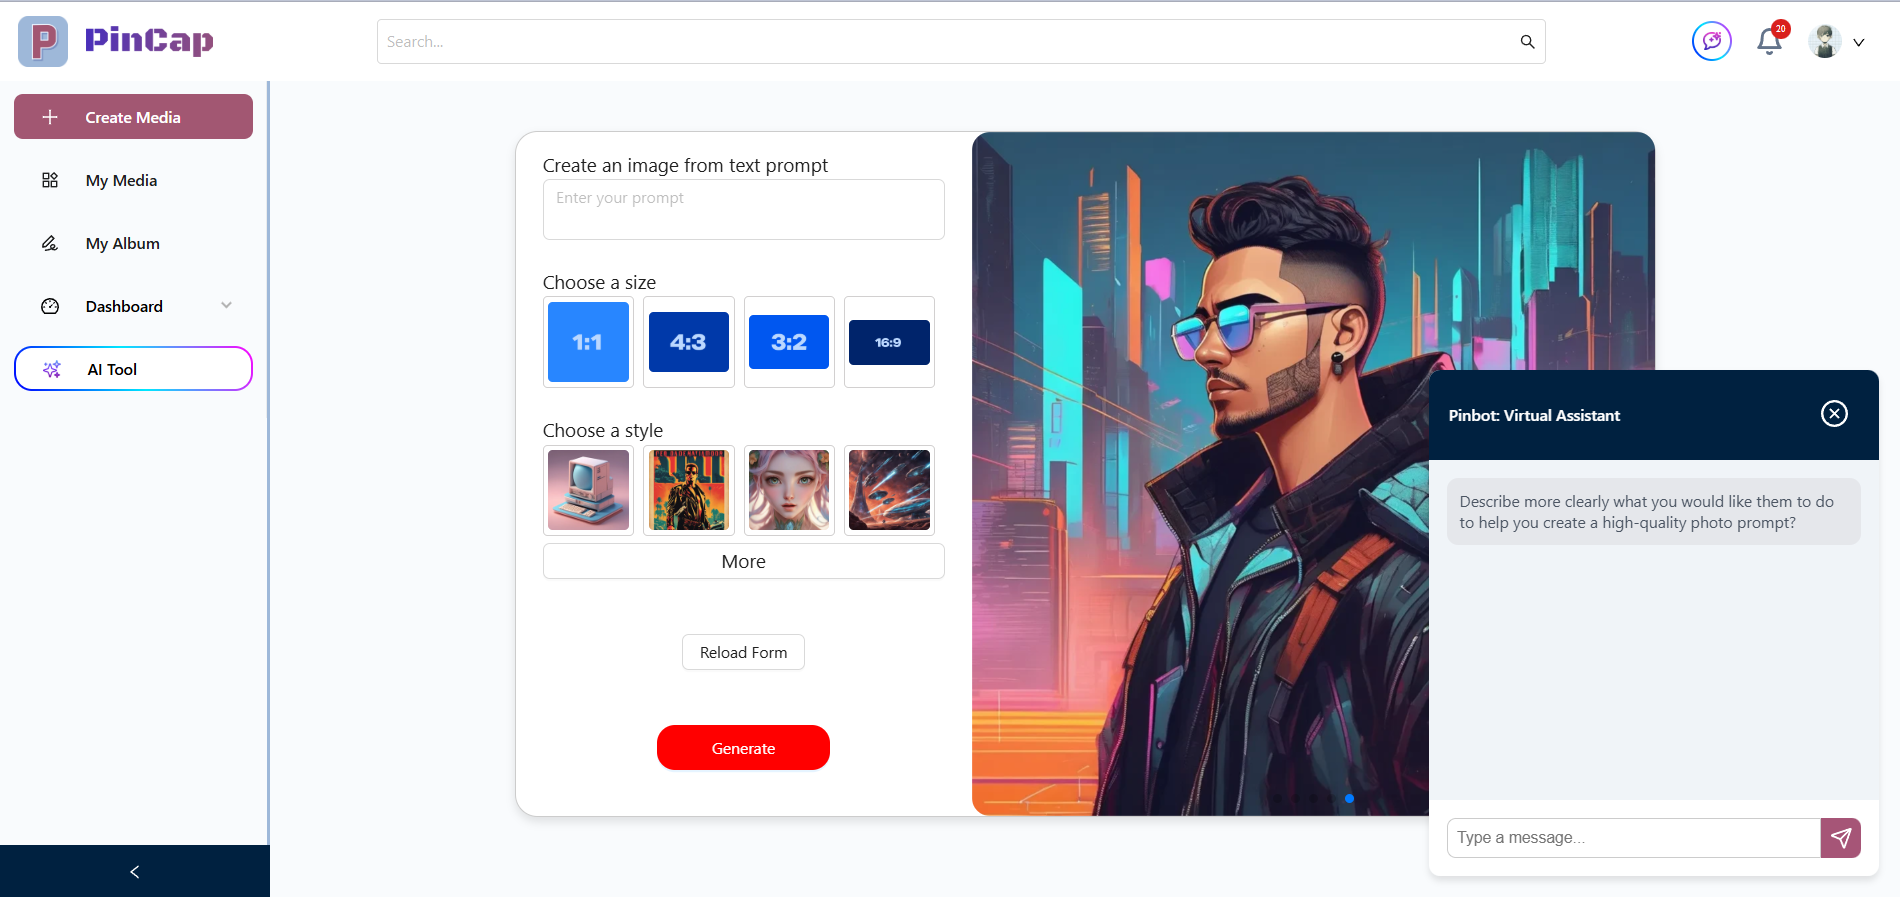 P PinCap
Search...
20
Create Media
My Media
My Album
Dashboard
AI Tool
Create an image from text prompt
Enter your prompt
Choose a size
1:1 4:3 3:2 16:9
Choose a style
More
Reload Form
Generate
Pinbot: Virtual Assistant
Describe more clearly what you would like them to do
to help you create a high-quality photo prompt?
Type a message...